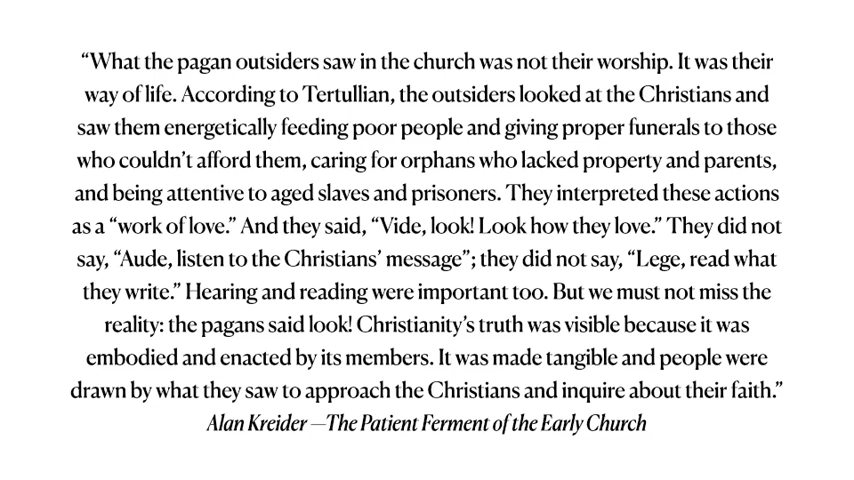 “What the pagan outsiders saw in the church was not their worship. It was their
way of life. According to Tertullian, the outsiders looked at the Christians and
saw them energetically feeding poor people and giving proper funerals to those
who couldn’t afford them, caring for orphans who lacked property and parents,
and being attentive to aged slaves and prisoners. They interpreted these actions
as a “work of love.” And they said, “Vide, look! Look how they love.” They did not
say, “Aude, listen to the Christians’ message”; they did not say, “Lege, read what
they write.” Hearing and reading were important too. But we must not miss the
reality: the pagans said look! Christianity’s truth was visible because it was
embodied and enacted by its members. It was made tangible and people were
drawn by what they saw to approach the Christians and inquire about their faith.”
Alan Kreider —The Patient Ferment of the Early Church